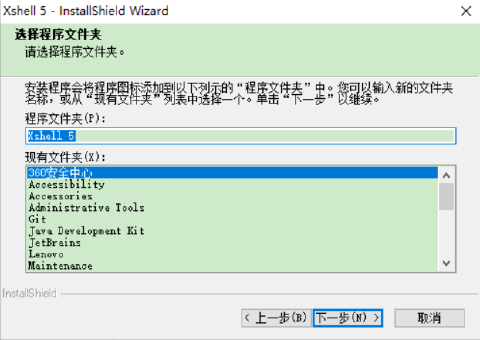 Xshell 5 - InstallShield Wizard
选择程序文件夹
请选择程序文件夹。
安装程序会将程序图标添加到以下列示的“程序文件夹”中。您可以输入新的文件夹
名称，或从“现有文件夹”列表中选择一个。单击“下一步”以继续。
程序文件夹(P):
Xshell 5
现有文件夹(X):
360安全中心
Accessibility
Accessories
Administrative Tools
Git
Java Development Kit
JetBrains
Lenovo
Maintenance
InstallShield
< 上一步(B) 下一步(N) > 取消